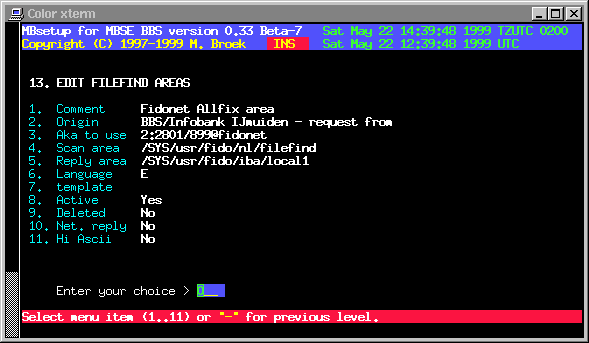 Color xterm
MBsetup for MBSE BBS version 0.33 Beta-7 Sat May 22 14:39:48 1999 TZUTC 0200
Copyright (C) 1997-1999 M. Broek INS Sat May 22 12:39:48 1999 UTC
13. EDIT FILEFIND AREAS
1. Comment Fidonet Allfix area
2. Origin BBS/Infobank IJmuiden - request from
3. Aka to use 2:2801/899@fidonet
4. Scan area /SYS/usr/fido/nl/filefind
5. Reply area /SYS/usr/fido/iba/local1
6. Language E
7. template
8. Active Yes
9. Deleted No
10. Net. reply No
11. Hi Ascii No
Enter your choice > 0__
Select menu item (1..11) or "-" for previous level.